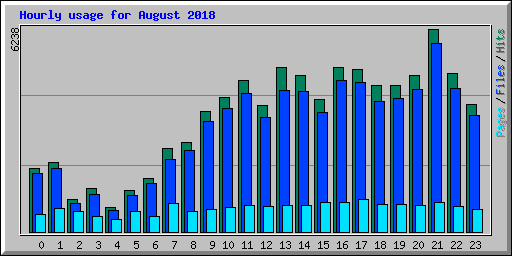 Hourly usage for August 2018
6238
Pages/Files/Hits
0 1 2 3 4 5 6 7 8 9 10 11 12 13 14 15 16 17 18 19 20 21 22 23